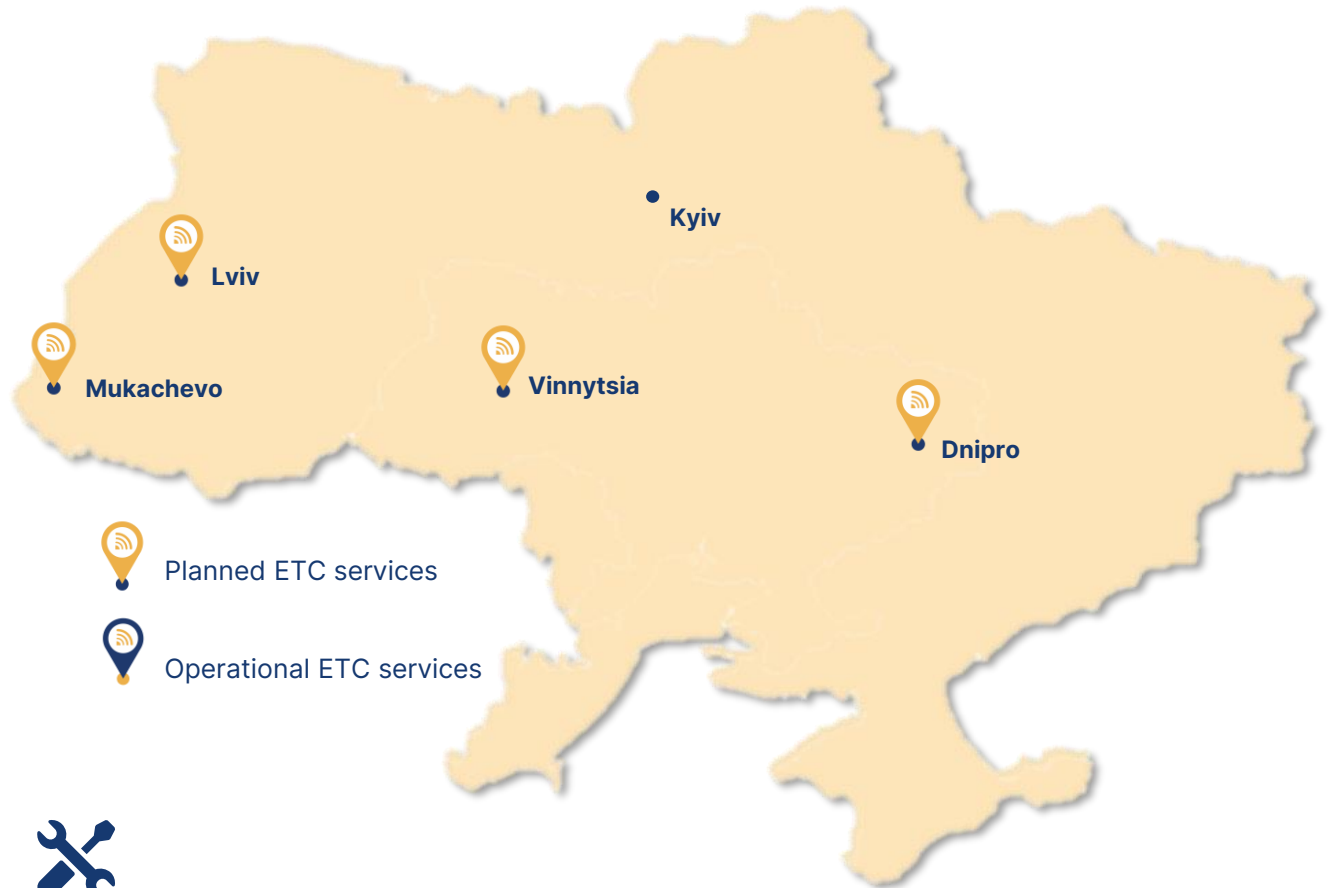 Kyiv
Lviv
Mukachevo
Vinnytsia
Dnipro
Planned ETC services
Operational ETC services